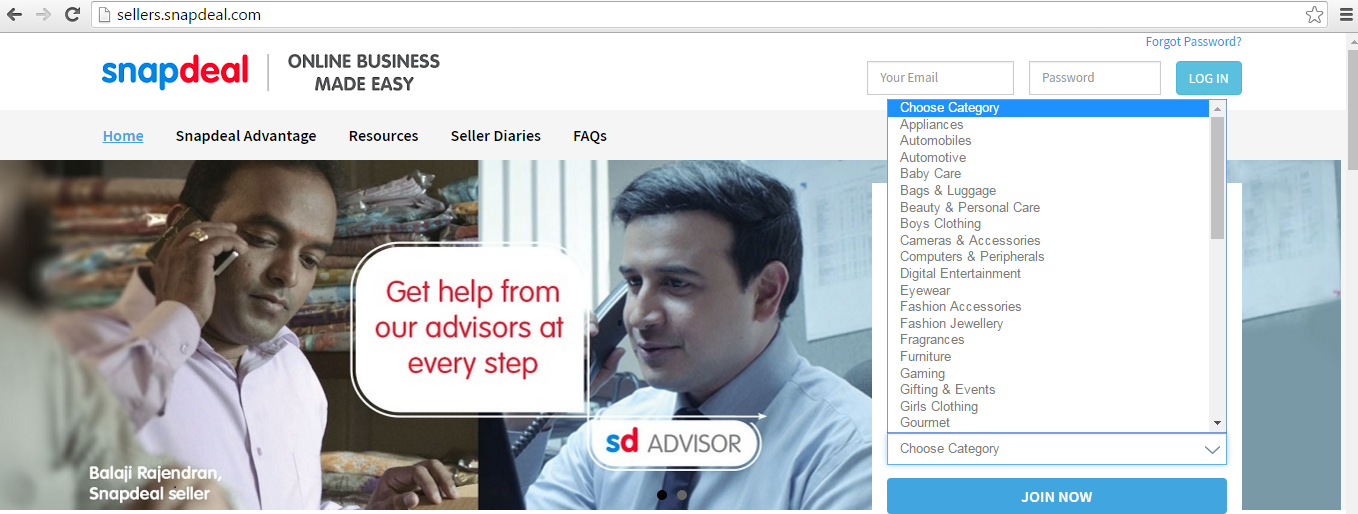 sellers.snapdeal.com
Forgot Password?
snapdeal
ONLINE BUSINESS
MADE EASY
Your Email
Password
LOG IN
Home
Snapdeal Advantage
Resources
Seller Diaries
FAQs
Choose Category
Appliances
Automobiles
Automotive
Baby Care
Bags & Luggage
Beauty & Personal Care
Boys Clothing
Cameras & Accessories
Computers & Peripherals
Digital Entertainment
Eyewear
Fashion Accessories
Fashion Jewellery
Fragrances
Furniture
Gaming
Gifting & Events
Girls Clothing
Gourmet
Choose Category
JOIN NOW
Get help from
our advisors at
every step
sd ADVISOR
Balaji Rajendran,
Snapdeal seller